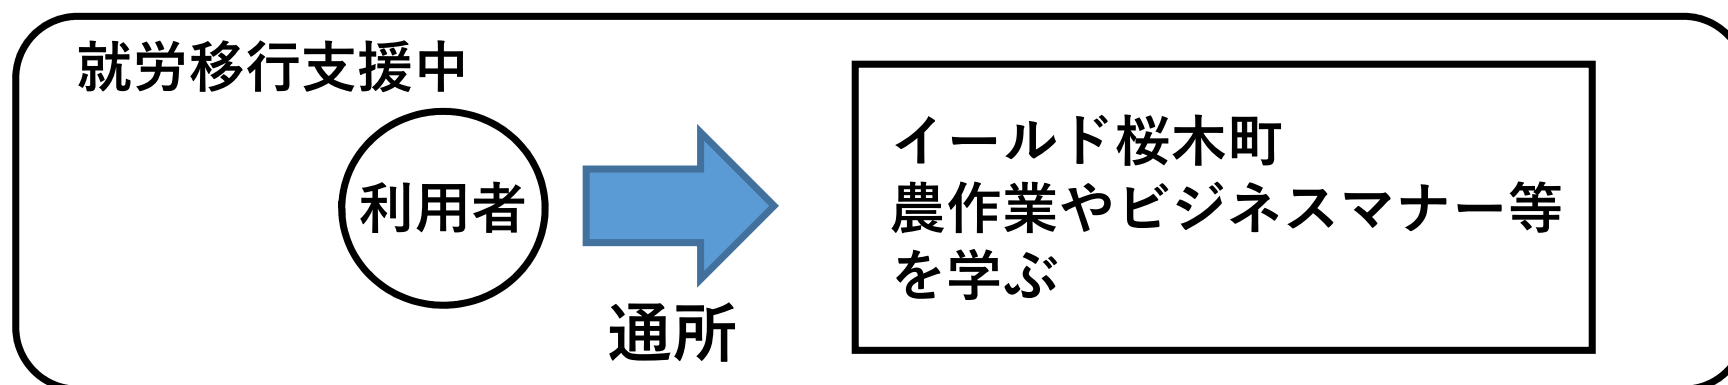 就労移行支援中
利用者
通所
イールド桜木町
農作業やビジネスマナー等
を学ぶ